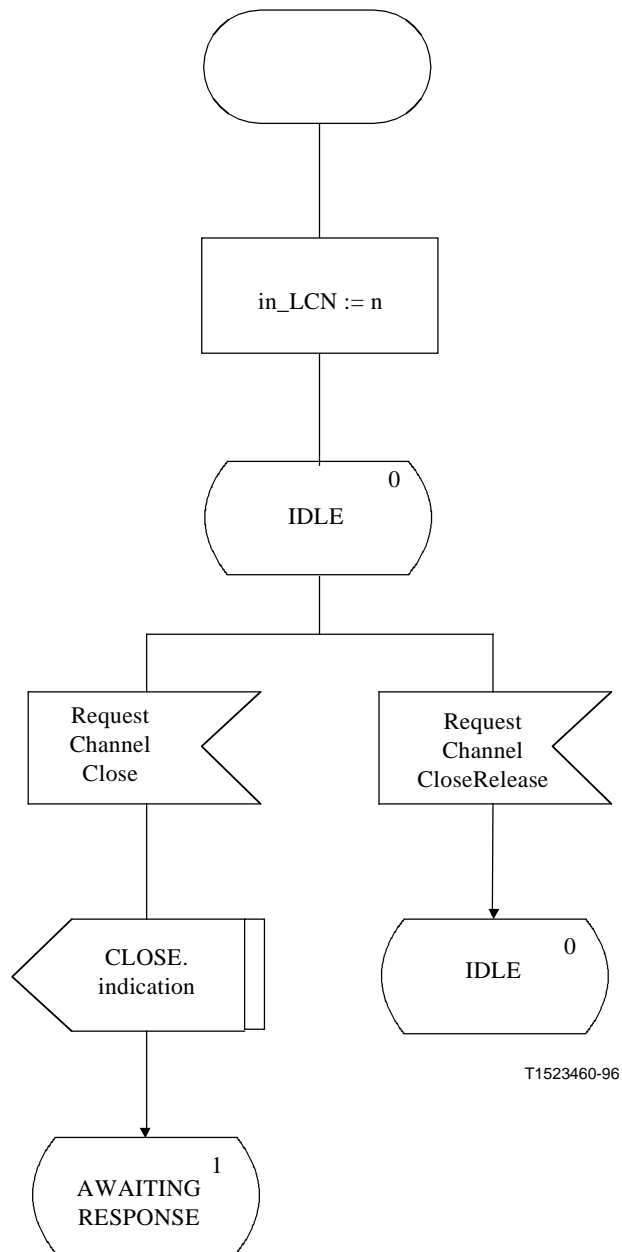 in_LCN := n
0
IDLE
Request
Channel
Close
Request
Channel
CloseRelease
CLOSE.
indication
0
IDLE
T1523460-96
1
AWAITING
RESPONSE